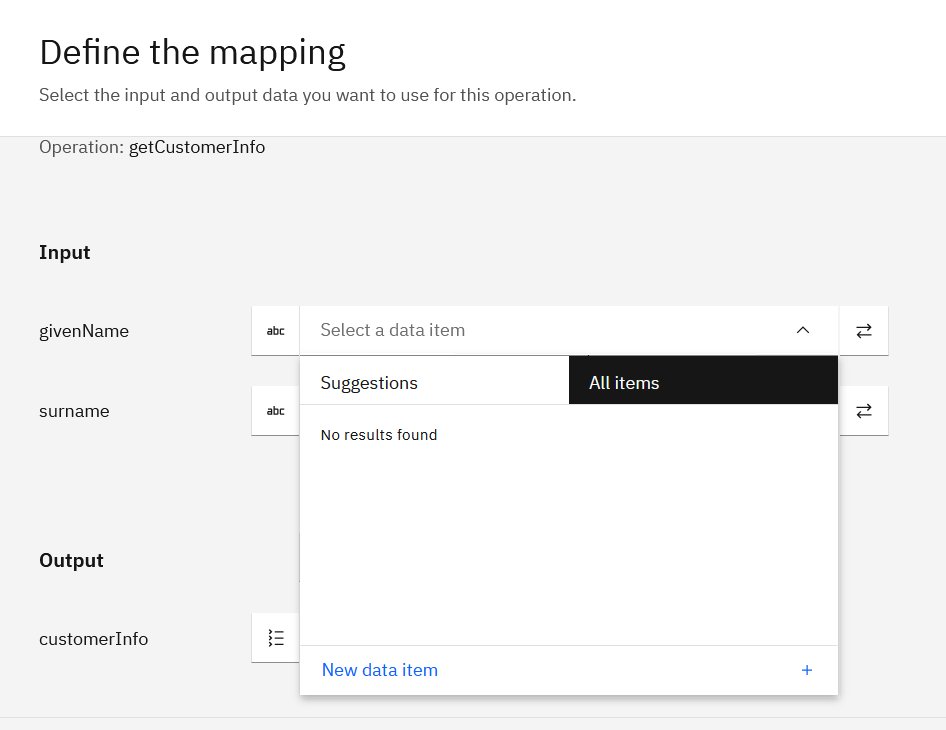 Define the mapping
Select the input and output data you want to use for this operation.
Operation: getCustomerInfo
Input
givenName
abc
Select a data item
Suggestions
All items
surname
abc
No results found
Output
customerInfo
New data item +